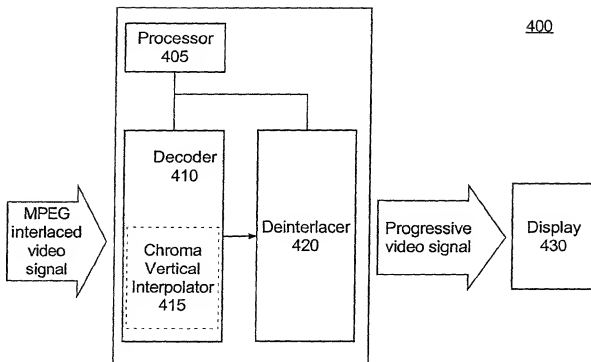 400
Processor
405
Decoder
410
MPEG
interlaced
video
signal
Chroma
Vertical
Interpolator
415
Deinterlacer
420
Progressive
video signal
Display
430